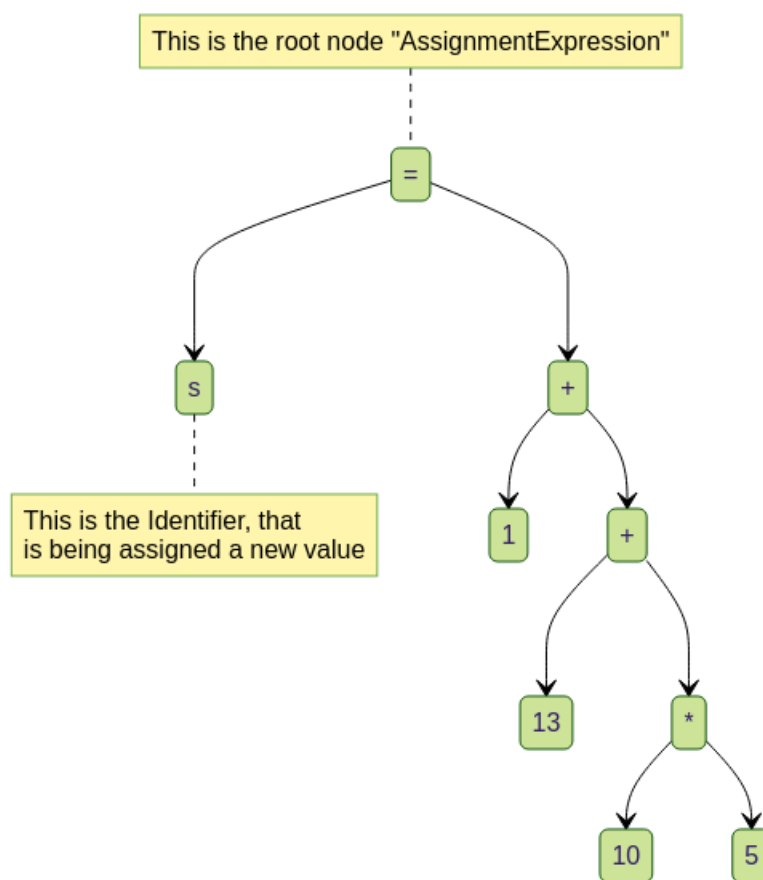 This is the root node "AssignmentExpression"
=
s
+
This is the Identifier, that
is being assigned a new value
1
+
13
*
10
5